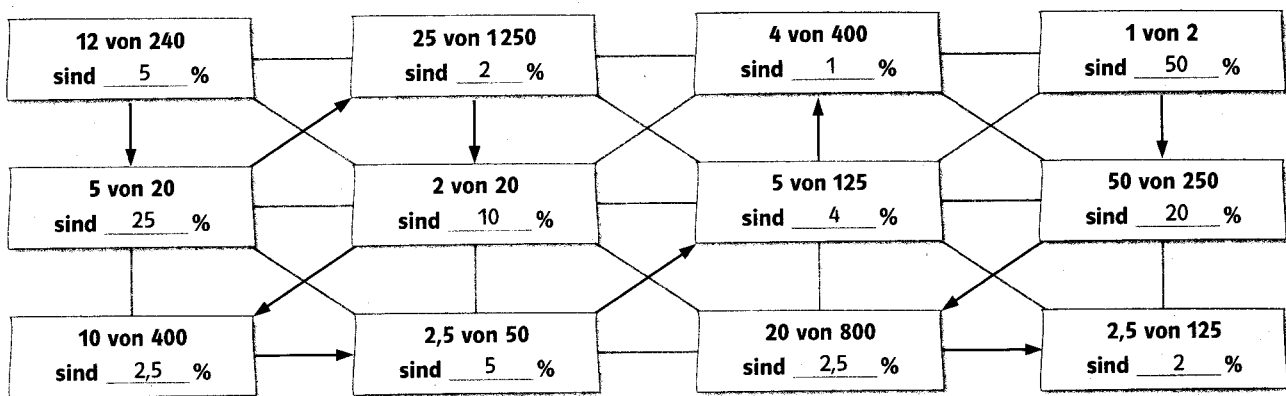 12 von 240
sind 5 %
25 von 1250
sind 2 %
4 von 400
sind 1 %
1 von 2
sind 50 %
5 von 20
sind 25 %
2 von 20
sind 10 %
5 von 125
sind 4 %
50 von 250
sind 20 %
10 von 400
sind 2,5 %
2,5 von 50
sind 5 %
20 von 800
sind 2,5 %
2,5 von 125
sind 2 %